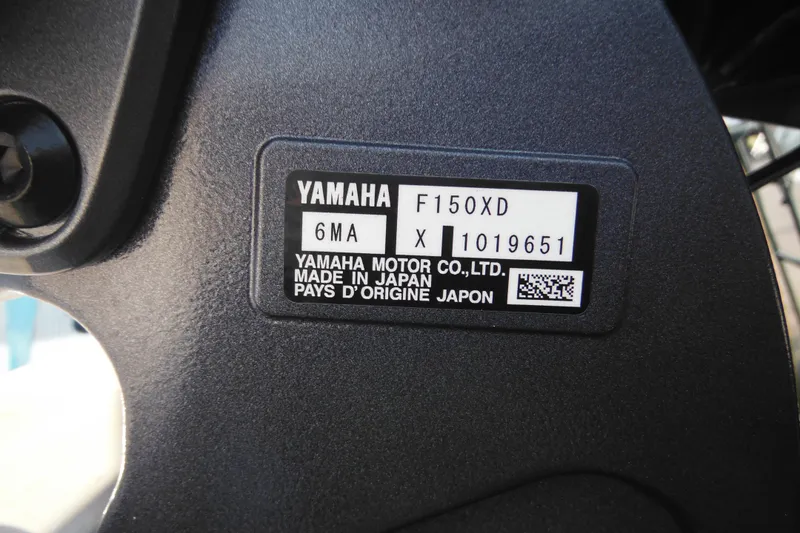 YAMAHA
F150XD
6MA
X 1019651
YAMAHA MOTOR CO.,LTD.
MADE IN JAPAN
PAYS D'ORIGINE JAPON